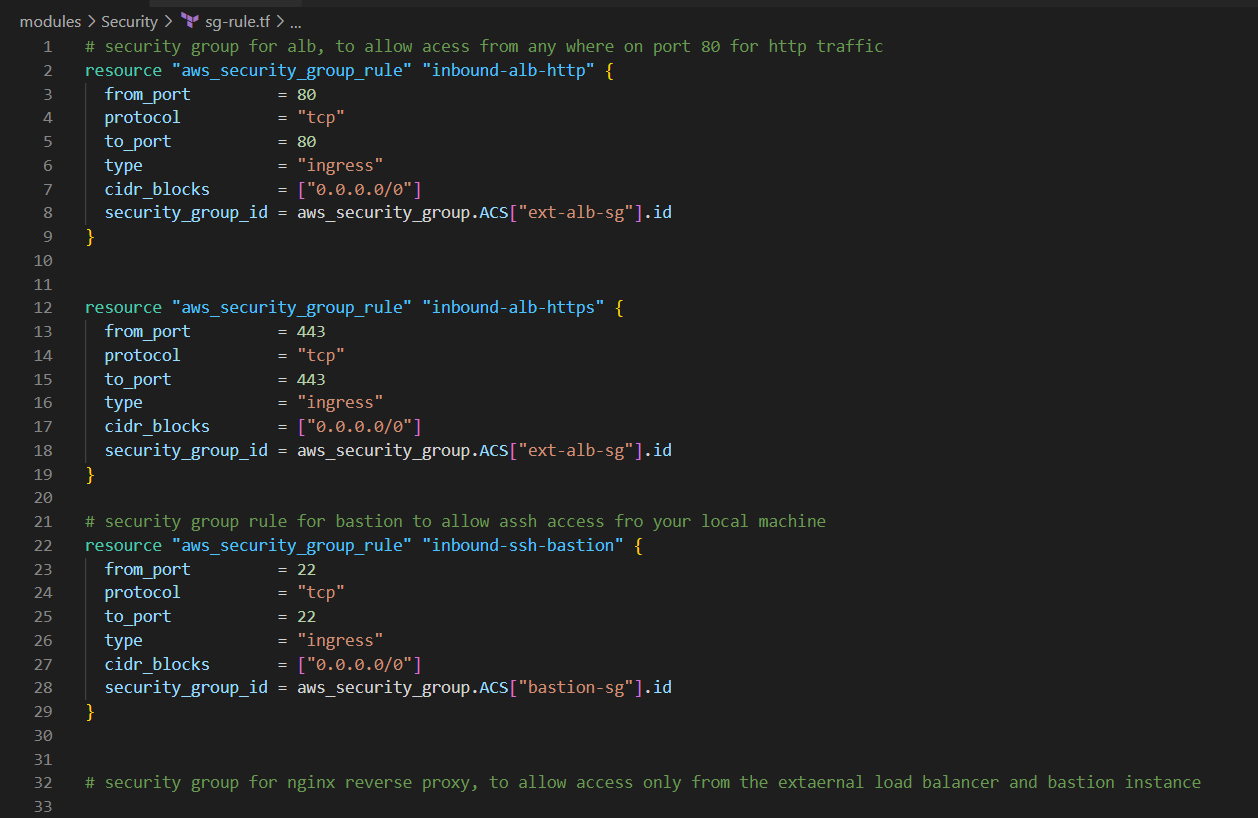 modules > Security > sg-rule.tf > ...
1 # security group for alb, to allow acess from any where on port 80 for http traffic
2 resource "aws_security_group_rule" "inbound-alb-http" {
3 from_port = 80
4 protocol = "tcp"
5 to_port = 80
6 type = "ingress"
7 cidr_blocks = ["0.0.0.0/0"]
8 security_group_id = aws_security_group.ACS["ext-alb-sg"].id
9 }
10
11
12 resource "aws_security_group_rule" "inbound-alb-https" {
13 from_port = 443
14 protocol = "tcp"
15 to_port = 443
16 type = "ingress"
17 cidr_blocks = ["0.0.0.0/0"]
18 security_group_id = aws_security_group.ACS["ext-alb-sg"].id
19 }
20
21 # security group rule for bastion to allow assh access fro your local machine
22 resource "aws_security_group_rule" "inbound-ssh-bastion" {
23 from_port = 22
24 protocol = "tcp"
25 to_port = 22
26 type = "ingress"
27 cidr_blocks = ["0.0.0.0/0"]
28 security_group_id = aws_security_group.ACS["bastion-sg"].id
29 }
30
31
32 # security group for nginx reverse proxy, to allow access only from the extaernal load balancer and bastion instance
33